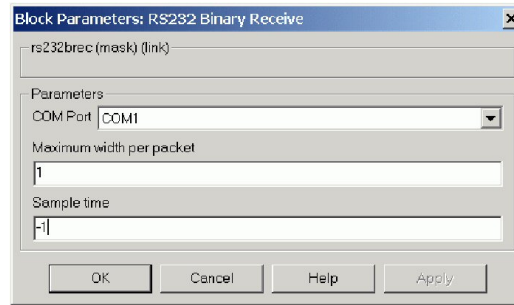 Block Parameters: RS232 Binary Receive
rs232brec (mask) (link)
Parameters
COM Port COM1
Maximum width per packet
1
Sample time
-1
OK Cancel Help Apply